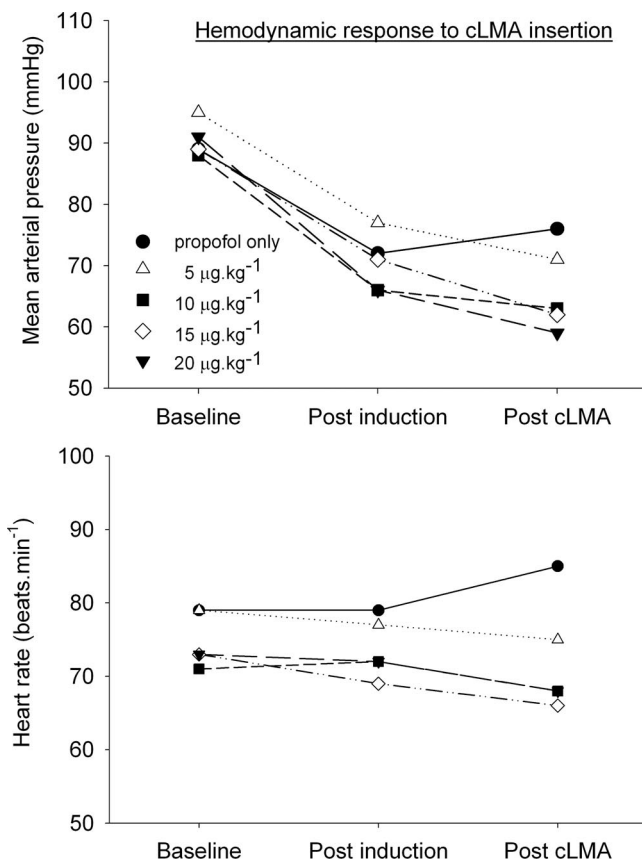 Hemodynamic response to cLMA insertion
Mean arterial pressure (mmHg)
110
100
90
80
70
60
50
propofol only
5 μg.kg⁻¹
10 μg.kg⁻¹
15 μg.kg⁻¹
20 μg.kg⁻¹
Baseline
Post induction
Post cLMA
Heart rate (beats.min⁻¹)
100
90
80
70
60
50
Baseline
Post induction
Post cLMA